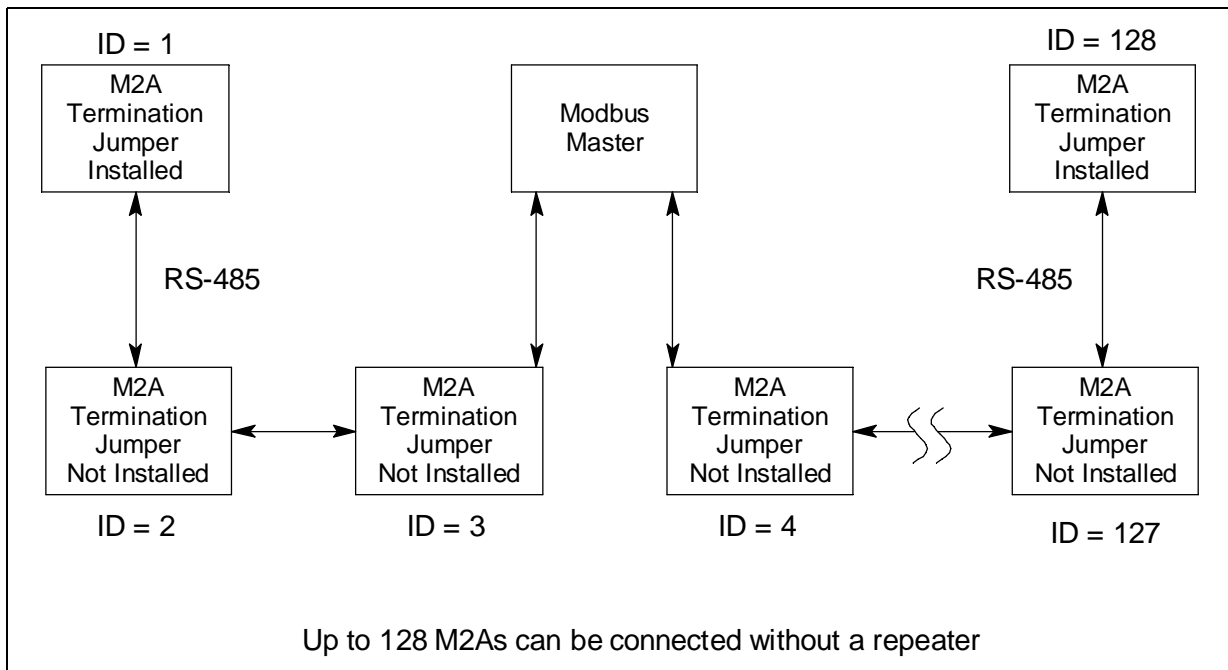 ID = 1
M2A
Termination
Jumper
Installed
Modbus
Master
ID = 128
M2A
Termination
Jumper
Installed
RS-485
RS-485
M2A
Termination
Jumper
Not Installed
ID = 2
M2A
Termination
Jumper
Not Installed
ID = 3
M2A
Termination
Jumper
Not Installed
ID = 4
M2A
Termination
Jumper
Not Installed
ID = 127
Up to 128 M2As can be connected without a repeater